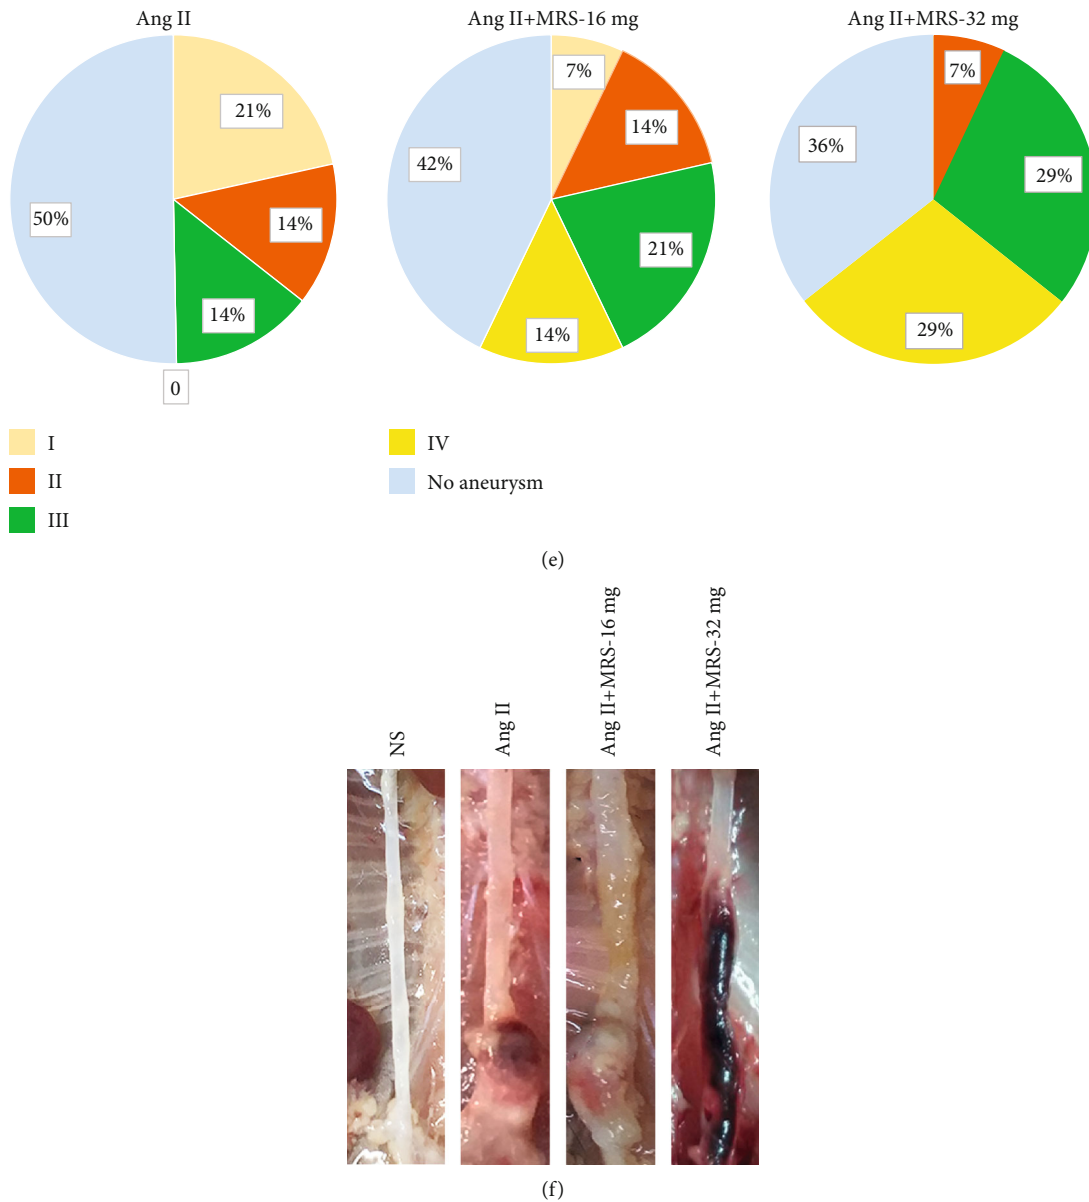 Ang II
Ang II+MRS-16 mg
Ang II+MRS-32 mg
21%
14%
14%
0
50%
7%
14%
21%
14%
42%
7%
29%
29%
36%
I
II
III
IV
No aneurysm
(e)
NS
Ang II
Ang II+MRS-16 mg
Ang II+MRS-32 mg
(f)